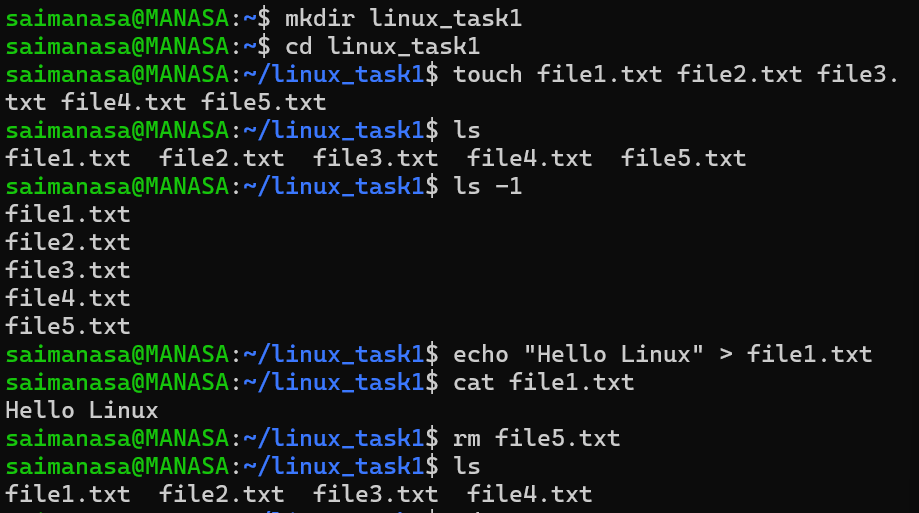 saimanasa@MANASA:~$ mkdir linux_task1
saimanasa@MANASA:~$ cd linux_task1
saimanasa@MANASA:~/linux_task1$ touch file1.txt file2.txt file3.
txt file4.txt file5.txt
saimanasa@MANASA:~/linux_task1$ ls
file1.txt  file2.txt  file3.txt  file4.txt  file5.txt
saimanasa@MANASA:~/linux_task1$ ls -1
file1.txt
file2.txt
file3.txt
file4.txt
file5.txt
saimanasa@MANASA:~/linux_task1$ echo "Hello Linux" > file1.txt
saimanasa@MANASA:~/linux_task1$ cat file1.txt
Hello Linux
saimanasa@MANASA:~/linux_task1$ rm file5.txt
saimanasa@MANASA:~/linux_task1$ ls
file1.txt  file2.txt  file3.txt  file4.txt